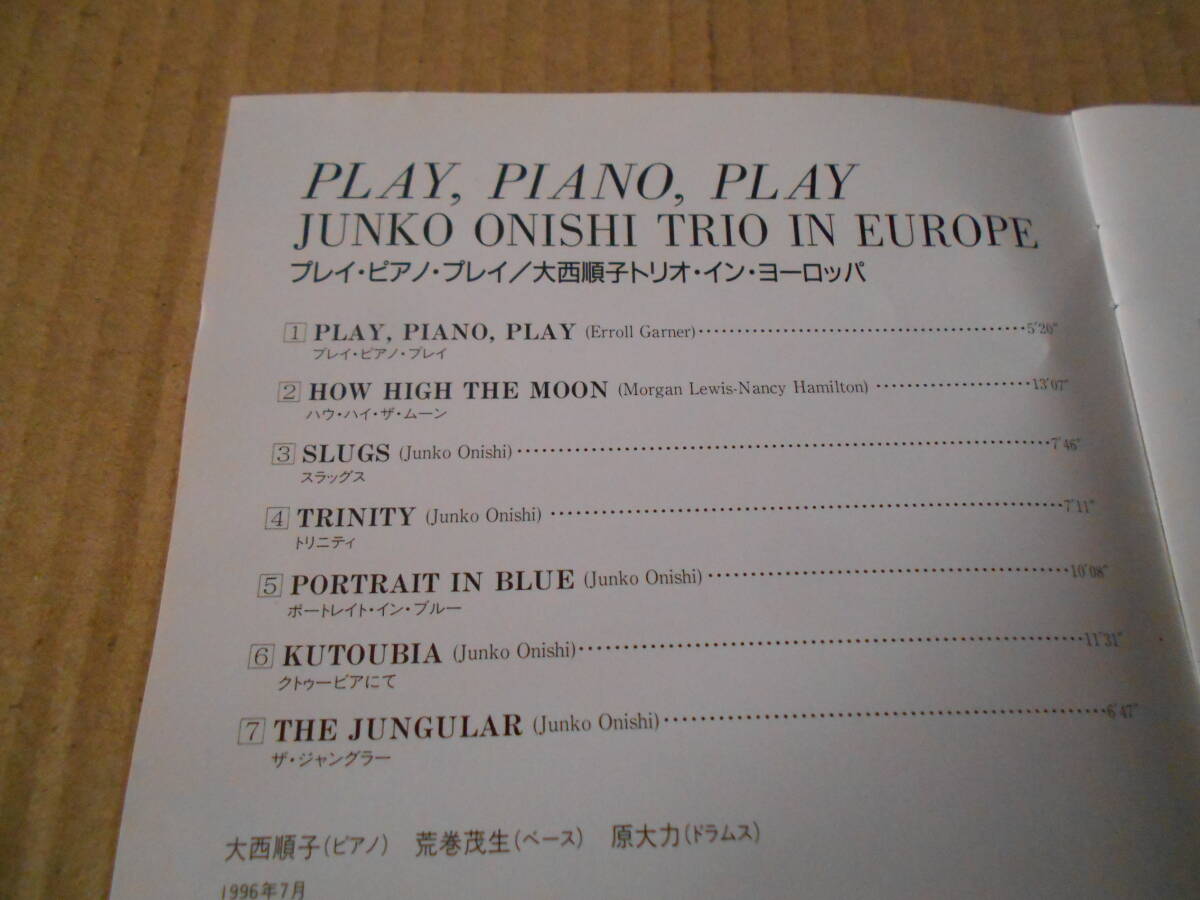 PLAY, PIANO, PLAY
JUNKO ONISHI TRIO IN EUROPE
プレイ・ピアノ・プレイ／大西順子トリオ・イン・ヨーロッパ
1 PLAY, PIANO, PLAY (Erroll Garner)　5'20"
プレイ・ピアノ・プレイ
2 HOW HIGH THE MOON (Morgan Lewis-Nancy Hamilton)　13'07"
ハウ・ハイ・ザ・ムーン
3 SLUGS (Junko Onishi)　7'46"
スラッグス
4 TRINITY (Junko Onishi)　7'11"
トリニティ
5 PORTRAIT IN BLUE (Junko Onishi)　10'08"
ポートレイト・イン・ブルー
6 KUTOUBIA (Junko Onishi)　11'31"
クトゥービアにて
7 THE JUNGULAR (Junko Onishi)　6'47"
ザ・ジャングラー
大西順子(ピアノ)　荒巻茂生(ベース)　原大力(ドラムス)
1996年7月